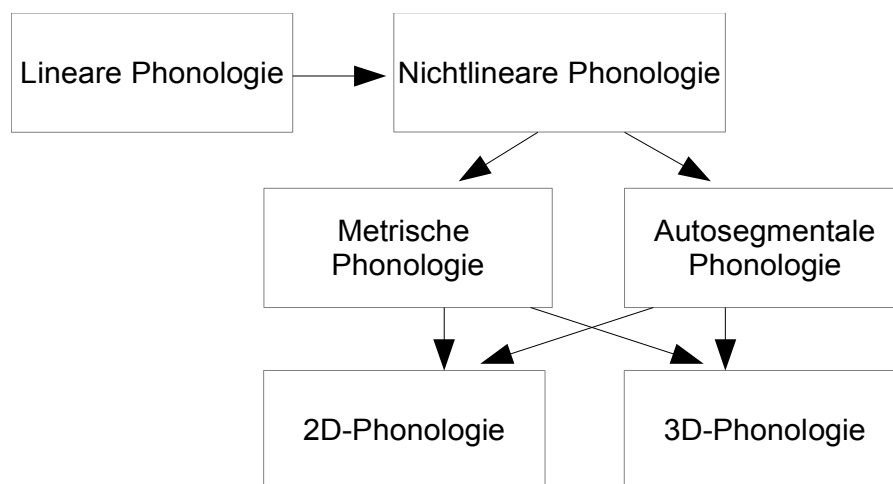 Lineare Phonologie
Nichtlineare Phonologie
Metrische
Phonologie
Autosegmentale
Phonologie
2D-Phonologie
3D-Phonologie